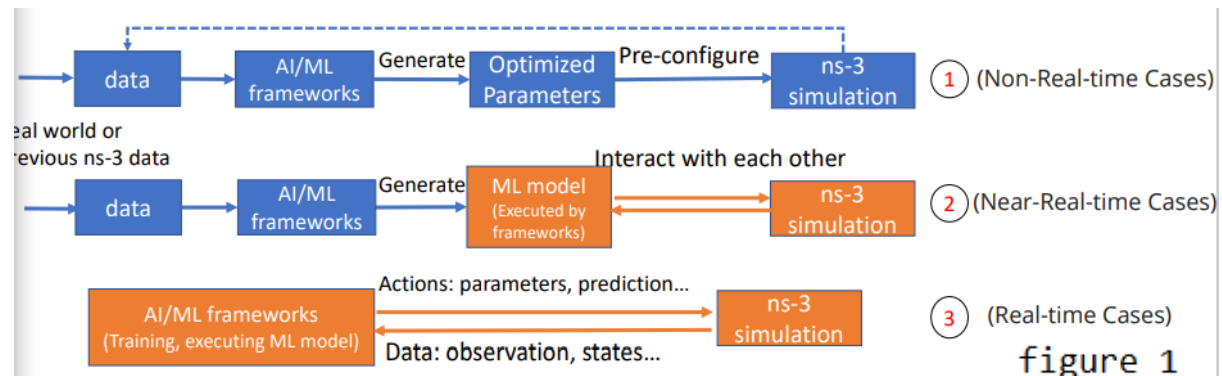 data
AI/ML
frameworks
Generate
Optimized
Parameters
Pre-configure
ns-3
simulation
1 (Non-Real-time Cases)
eal world or
revious ns-3 data
data
AI/ML
frameworks
Generate
ML model
(Executed by
frameworks)
Interact with each other
ns-3
simulation
2 (Near-Real-time Cases)
AI/ML frameworks
(Training, executing ML model)
Actions: parameters, prediction...
Data: observation, states...
ns-3
simulation
3 (Real-time Cases)
figure 1